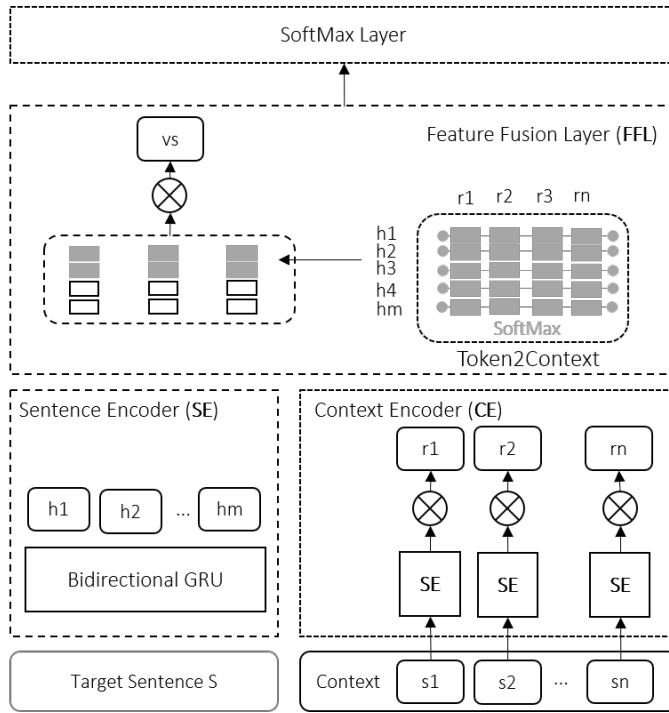 SoftMax Layer
Feature Fusion Layer (FFL)
vs
r1 r2 r3 rn
h1
h2
h3
h4
hm
SoftMax
Token2Context
Sentence Encoder (SE)
h1 h2 ... hm
Bidirectional GRU
Target Sentence S
Context Encoder (CE)
r1 r2 rn
SE SE SE
Context s1 s2 ... sn